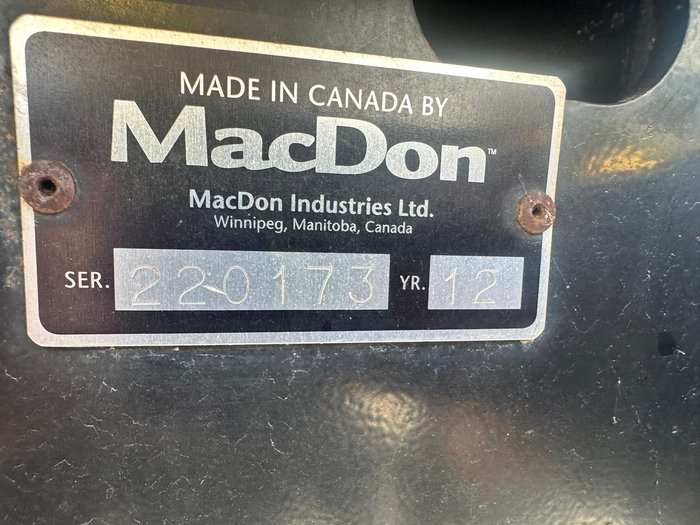 MADE IN CANADA BY
MacDon™
MacDon Industries Ltd.
Winnipeg, Manitoba, Canada
SER. 220173 YR. 12